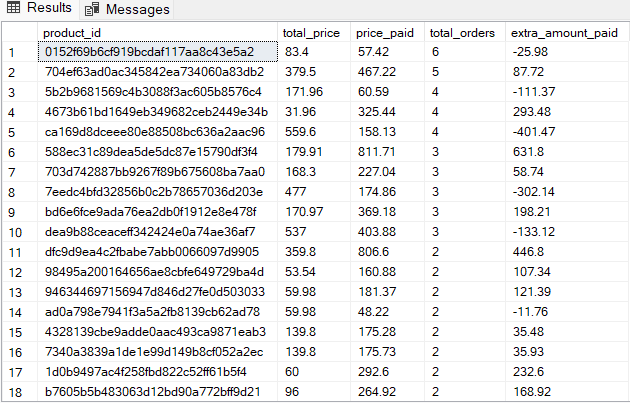 Results Messages
product_id total_price price_paid total_orders extra_amount_paid
1 0152f69b6cf919bcdaf117aa8c43e5a2 83.4 57.42 6 -25.98
2 704ef63ad0ac345842ea734060a83db2 379.5 467.22 5 87.72
3 5b2b9681569c4b3088f3ac605b8576c4 171.96 60.59 4 -111.37
4 4673b61bd1649eb349682ceb2449e34b 31.96 325.44 4 293.48
5 ca169d8dceee80e88508bc636a2aac96 559.6 158.13 4 -401.47
6 588ec31c89dea5de5dc87e15790df3f4 179.91 811.71 3 631.8
7 703d742887bb9267f89b675608ba7aa0 168.3 227.04 3 58.74
8 7eedc4bfd32856b0c2b78657036d203e 477 174.86 3 -302.14
9 bd6e6fce9ada76ea2db0f1912e8e478f 170.97 369.18 3 198.21
10 dea9b88ceaceff342424e0a74ae36af7 537 403.88 3 -133.12
11 dfc9d9ea4c2fbabe7abb0066097d9905 359.8 806.6 2 446.8
12 98495a200164656ae8cbfe649729ba4d 53.54 160.88 2 107.34
13 946344697156947d846d27fe0d503033 59.98 181.37 2 121.39
14 ad0a798e7941f3a5a2fb8139cb62ad78 59.98 48.22 2 -11.76
15 4328139cbe9adde0aac493ca9871eab3 139.8 175.28 2 35.48
16 7340a3839a1de1e99d149b8cf052a2ec 139.8 175.73 2 35.93
17 1d0b9497ac4f258fbd822c52ff61b5f4 60 292.6 2 232.6
18 b7605b5b483063d12bd90a772bff9d21 96 264.92 2 168.92